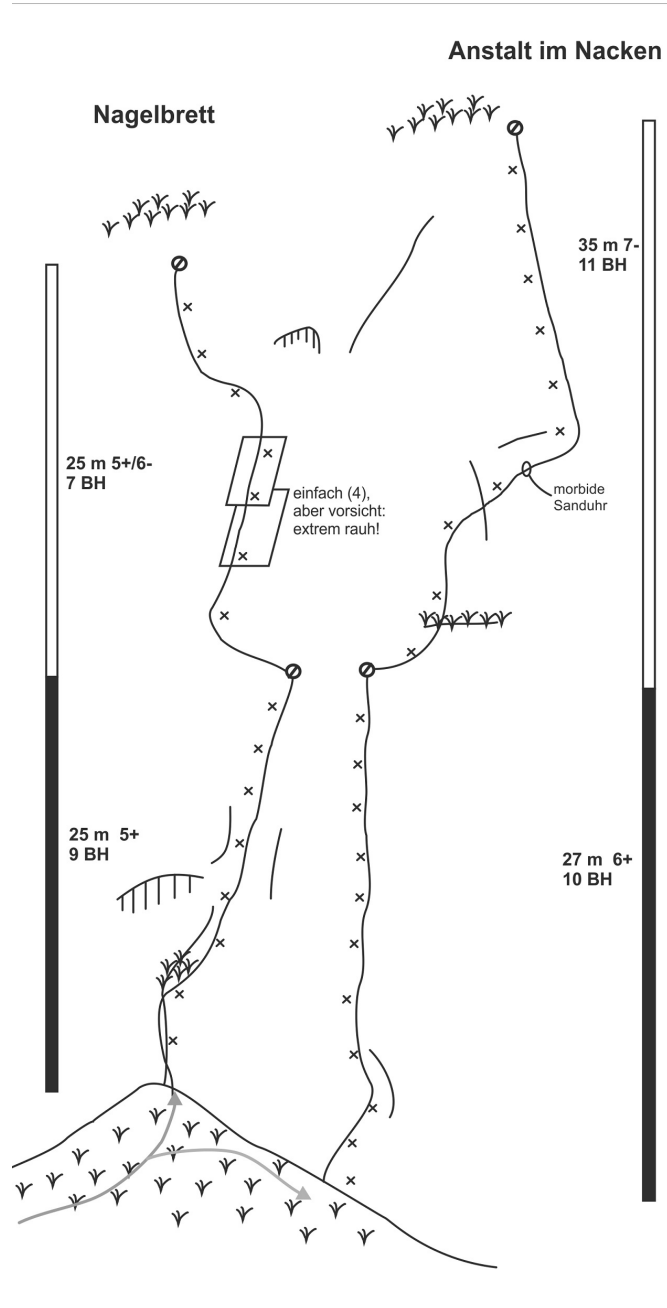 Anstalt im Nacken
Nagelbrett
35 m 7-
11 BH
25 m 5+/6-
7 BH
einfach (4),
aber vorsicht:
extrem rauh!
morbide
Sanduhr
25 m  5+
9 BH
27 m  6+
10 BH